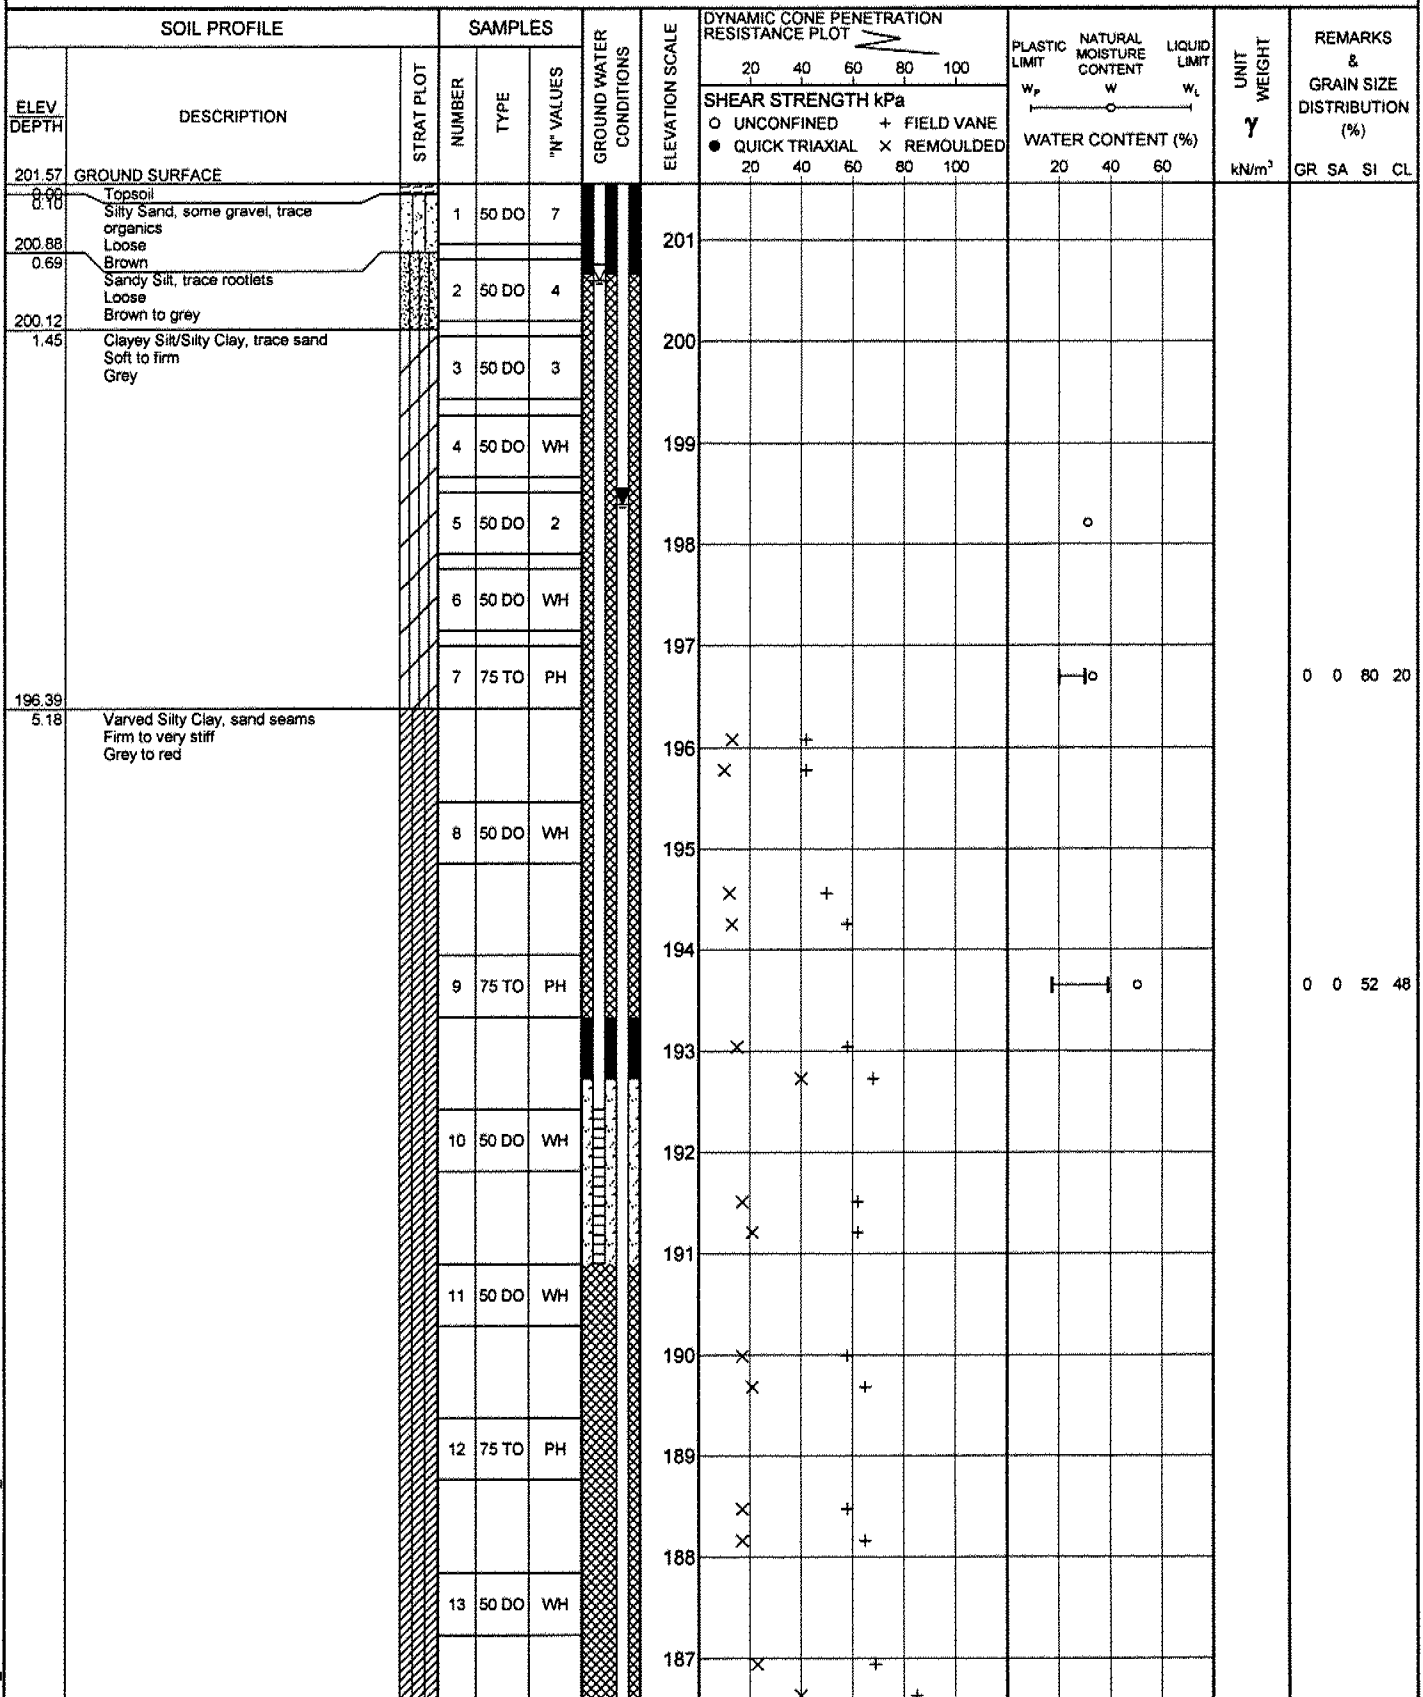 SOIL PROFILE
SAMPLES
ELEV
DEPTH
DESCRIPTION
STRAT PLOT
NUMBER
TYPE
"N" VALUES
GROUND WATER
CONDITIONS
ELEVATION SCALE
DYNAMIC CONE PENETRATION
RESISTANCE PLOT
20 40 60 80 100
SHEAR STRENGTH kPa
UNCONFINED + FIELD VANE
QUICK TRIAXIAL × REMOULDED
PLASTIC
LIMIT
NATURAL
MOISTURE
CONTENT
LIQUID
LIMIT
WP W WL
WATER CONTENT (%)
20 40 60
UNIT
WEIGHT
γ
kN/m³
REMARKS
&
GRAIN SIZE
DISTRIBUTION
(%)
GR SA SI CL
201.57 GROUND SURFACE
0.00 Topsoil
0.10 Silty Sand, some gravel, trace
organics
Loose
Brown
200.88
0.69
Sandy Silt, trace rootlets
Loose
Brown to grey
200.12
1.45 Clayey Silt/Silty Clay, trace sand
Soft to firm
Grey
196.39
5.18 Varved Silty Clay, sand seams
Firm to very stiff
Grey to red
1 50 DO 7
2 50 DO 4
3 50 DO 3
4 50 DO WH
5 50 DO 2
6 50 DO WH
7 75 TO PH
8 50 DO WH
9 75 TO PH
10 50 DO WH
11 50 DO WH
12 75 TO PH
13 50 DO WH
201
200
199
198
197
196
195
194
193
192
191
190
189
188
187
0 0 80 20
0 0 52 48